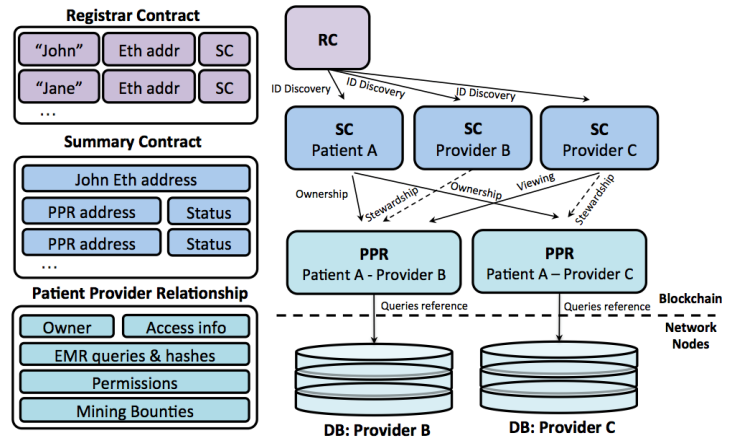 Registrar Contract
“John” Eth addr SC
“Jane” Eth addr SC
...
Summary Contract
John Eth address
PPR address Status
PPR address Status
...
Patient Provider Relationship
Owner Access info
EMR queries & hashes
Permissions
Mining Bounties
RC
ID Discovery ID Discovery ID Discovery
SC
Patient A
SC
Provider B
SC
Provider C
Ownership Stewardship Ownership Viewing Stewardship
PPR
Patient A - Provider B
PPR
Patient A – Provider C
Queries reference Queries reference
Blockchain
Network
Nodes
DB: Provider B DB: Provider C